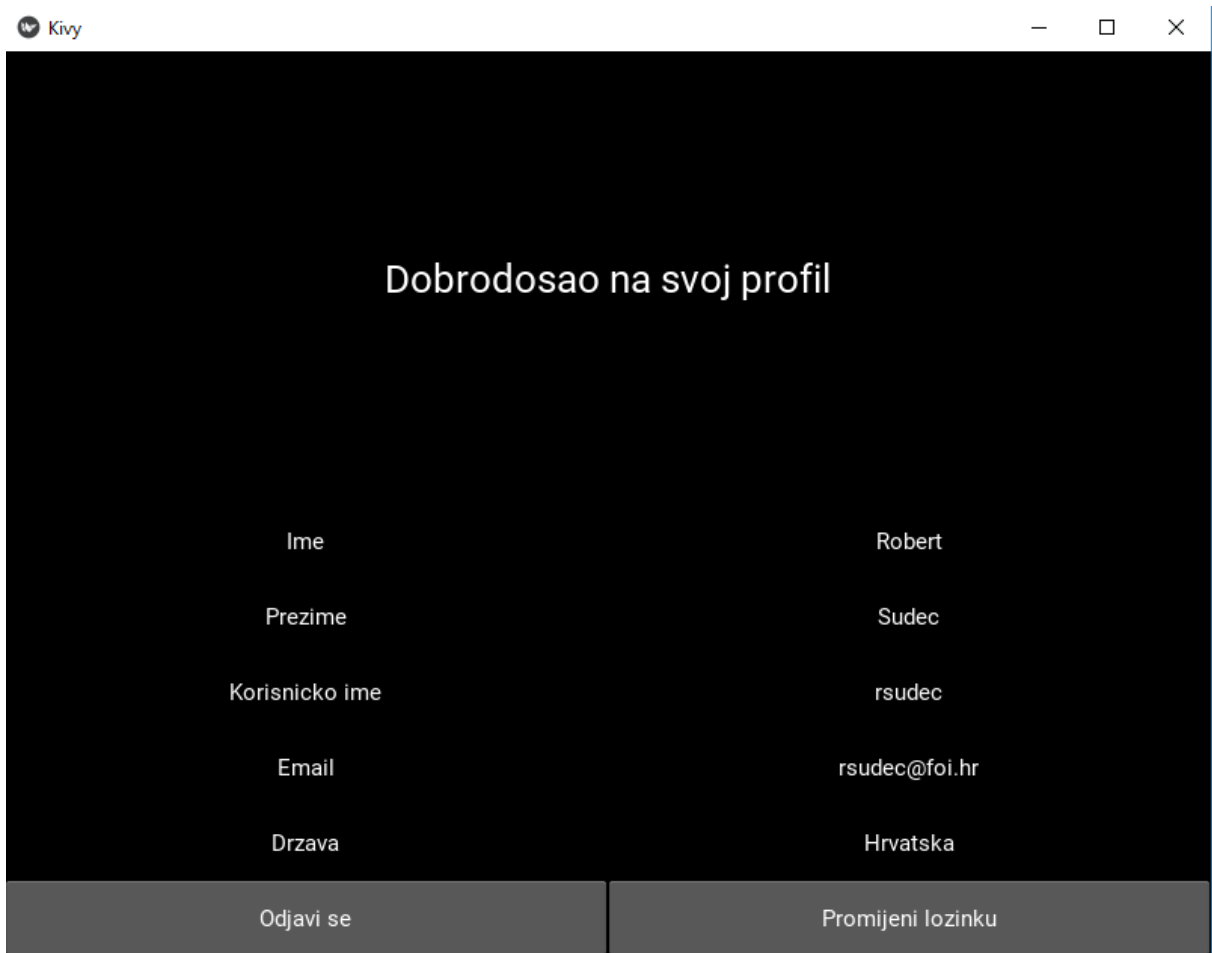 Kivy
Dobrodosao na svoj profil
Ime Robert
Prezime Sudec
Korisnicko ime rsudec
Email rsudec@foi.hr
Drzava Hrvatska
Odjavi se Promijeni lozinku